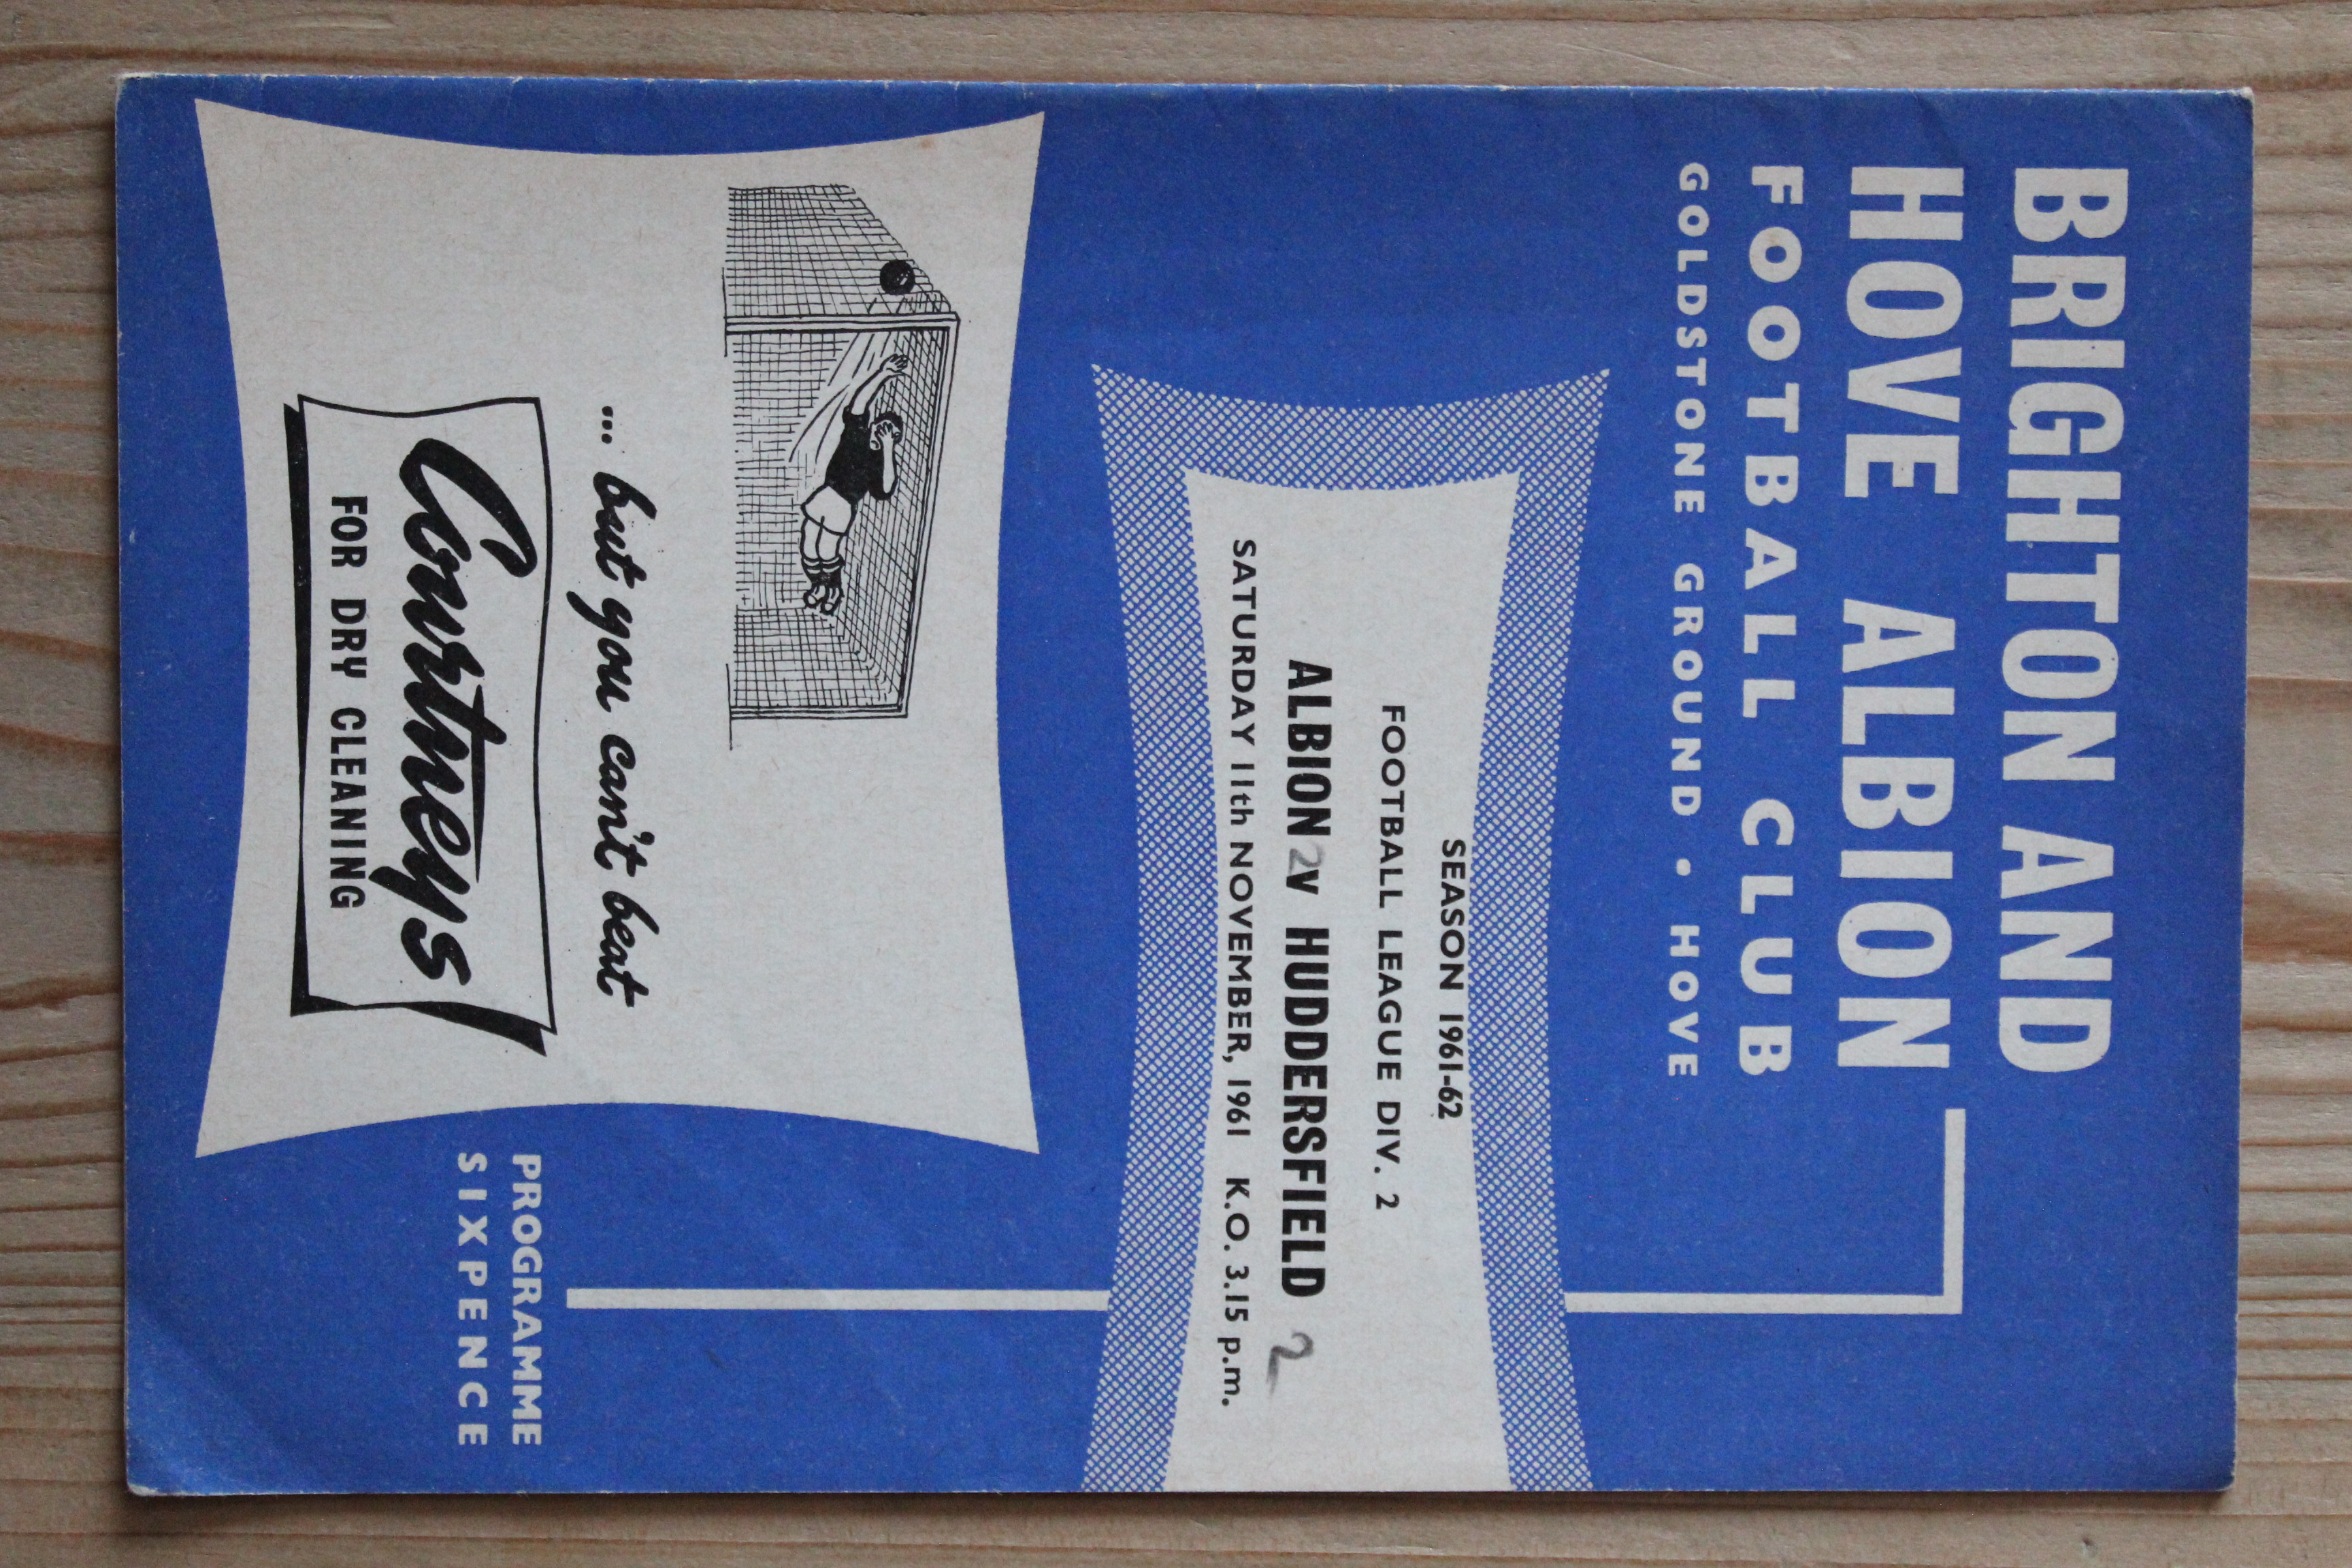 BRIGHTON AND
HOVE ALBION
FOOTBALL CLUB
GOLDSTONE GROUND • HOVE
SEASON 1961-62
FOOTBALL LEAGUE DIV. 2
ALBION 2 v HUDDERSFIELD 2
SATURDAY 11th NOVEMBER, 1961 K.O. 3.15 p.m.
... but you can't beat
Courtneys
FOR DRY CLEANING
PROGRAMME
SIXPENCE